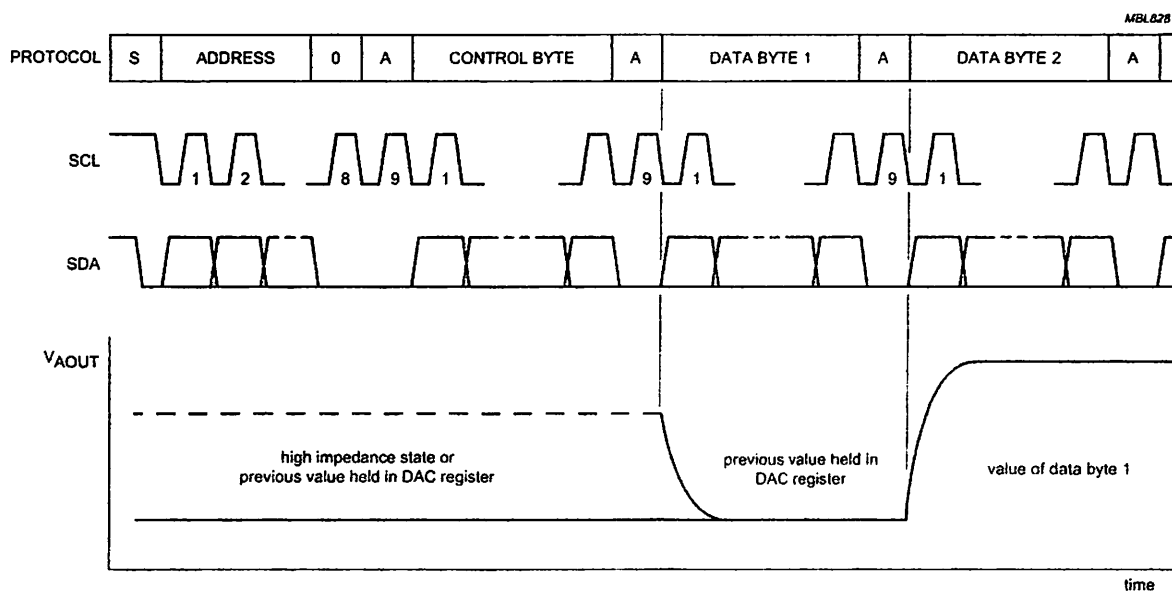 MBL828
PROTOCOL S ADDRESS 0 A CONTROL BYTE A DATA BYTE 1 A DATA BYTE 2 A
SCL
1 2 8 9 1 9 1 9 1
SDA
VAOUT
high impedance state or
previous value held in DAC register
previous value held in
DAC register
value of data byte 1
time